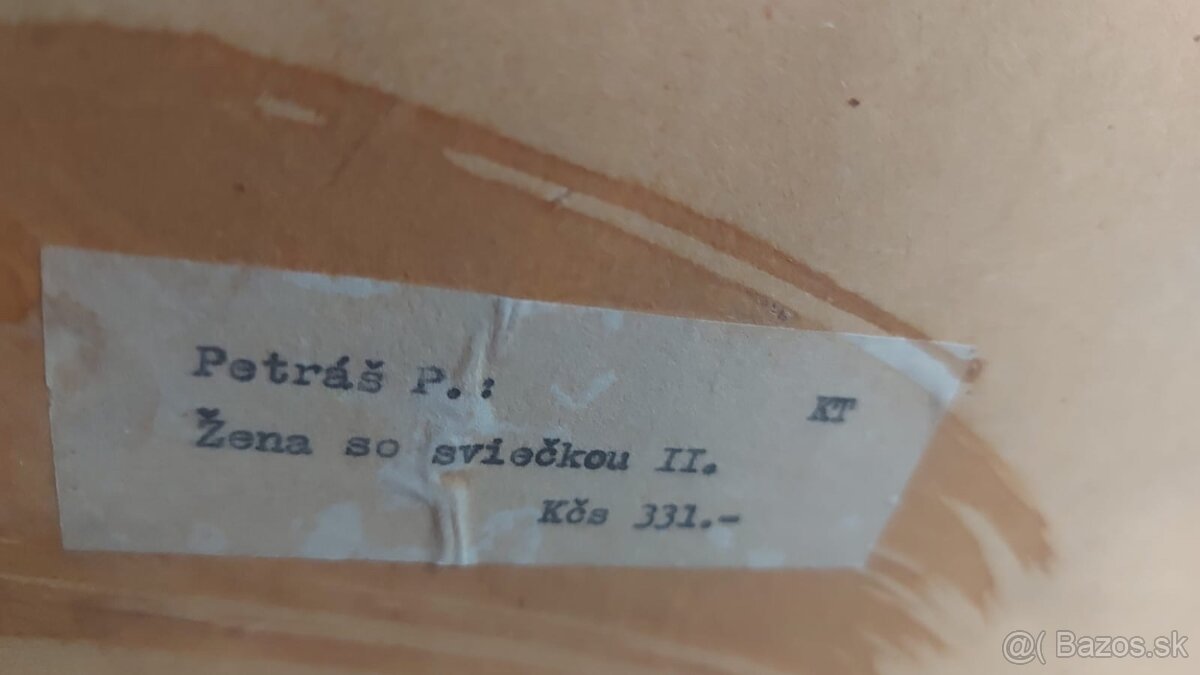 Petráš P.:
KT
Žena so sviečkou II.
Kčs 331.-
@( Bazos.sk